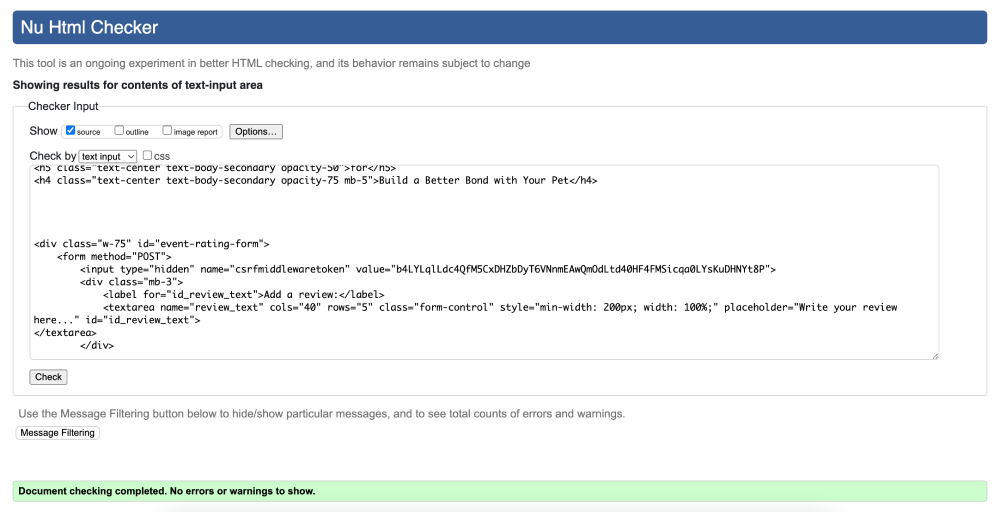 Nu Html Checker
This tool is an ongoing experiment in better HTML checking, and its behavior remains subject to change
Showing results for contents of text-input area
Checker Input
Show source outline image report Options...
Check by text input css
<h5 class="text-center text-body-secondary opacity-50">for</h5>
<h4 class="text-center text-body-secondary opacity-75 mb-5">Build a Better Bond with Your Pet</h4>
<div class="w-75" id="event-rating-form">
<form method="POST">
<input type="hidden" name="csrfmiddlewaretoken" value="b4LYLqlLdc4QfM5CxDHZbDyT6VNnmEAwQmOdLtd40HF4FMSicqa0LYsKuDHNYt8P">
<div class="mb-3">
<label for="id_review_text">Add a review:</label>
<textarea name="review_text" cols="40" rows="5" class="form-control" style="min-width: 200px; width: 100%;" placeholder="Write your review
here..." id="id_review_text">
</textarea>
</div>
Check
Use the Message Filtering button below to hide/show particular messages, and to see total counts of errors and warnings.
Message Filtering
Document checking completed. No errors or warnings to show.